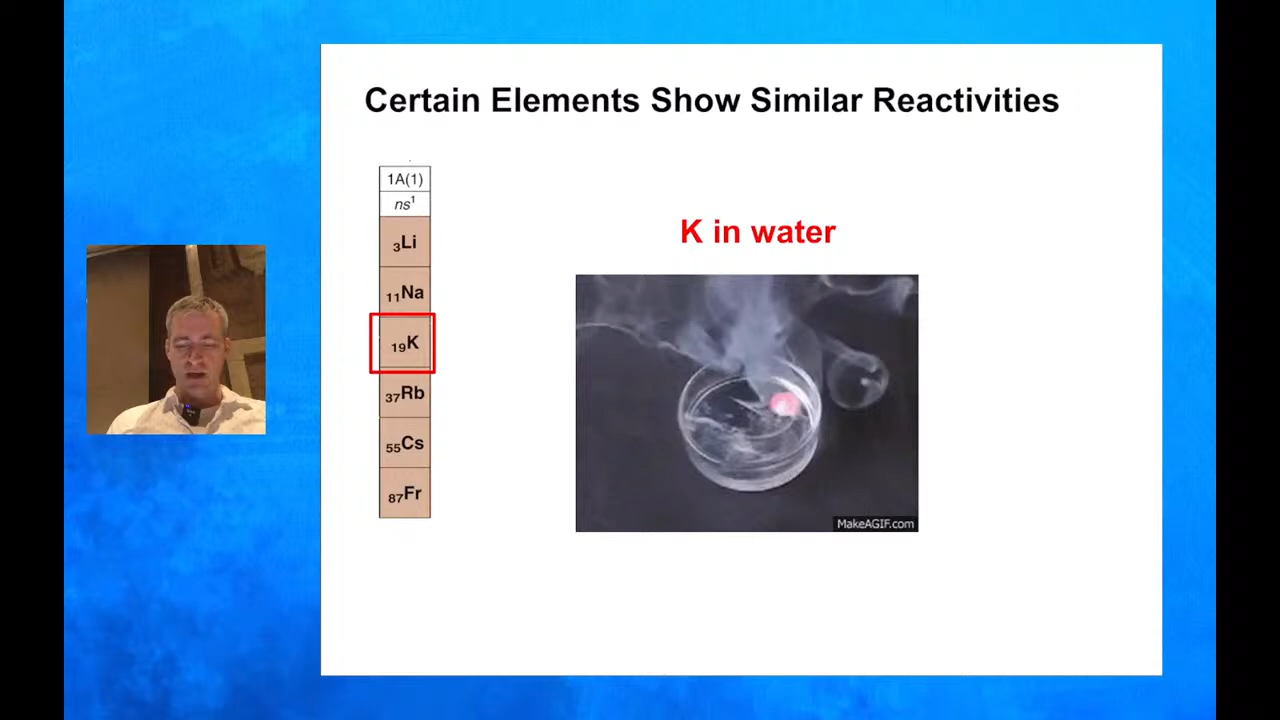 Certain Elements Show Similar Reactivities
1A(1)
ns¹
₃Li
₁₁Na
₁₉K
₃₇Rb
₅₅Cs
₈₇Fr
K in water
MakeAGIF.com